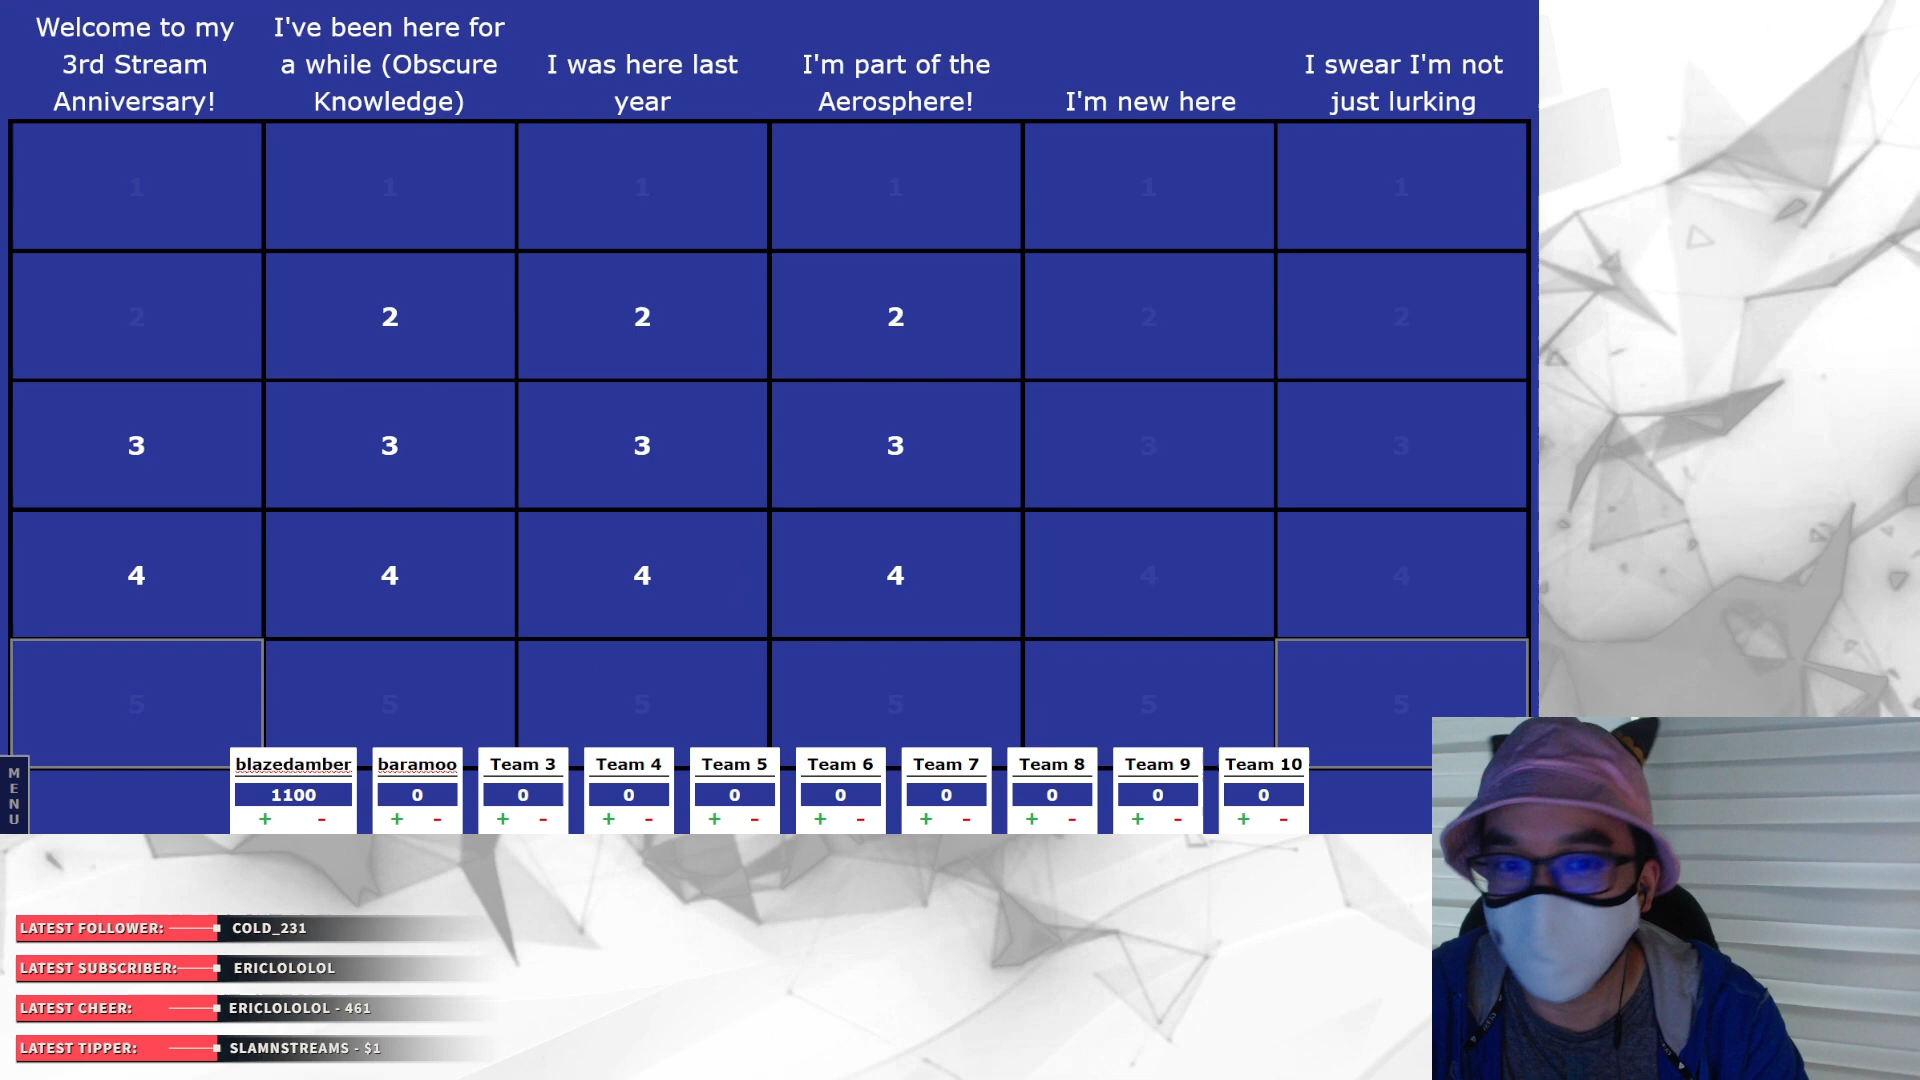 Welcome to my
3rd Stream
Anniversary!
I've been here for
a while (Obscure
Knowledge)
I was here last
year
I'm part of the
Aerosphere!
I'm new here
I swear I'm not
just lurking
1 1 1 1 1 1
2 2 2 2 2 2
3 3 3 3 3 3
4 4 4 4 4 4
5 5 5 5 5 5
MENU
blazedamber baramoo Team 3 Team 4 Team 5 Team 6 Team 7 Team 8 Team 9 Team 10
1100 0 0 0 0 0 0 0 0 0
+ - + - + - + - + - + - + - + - + - + -
LATEST FOLLOWER: COLD_231
LATEST SUBSCRIBER: ERICLOLOLOL
LATEST CHEER: ERICLOLOLOL - 461
LATEST TIPPER: SLAMNSTREAMS - $1